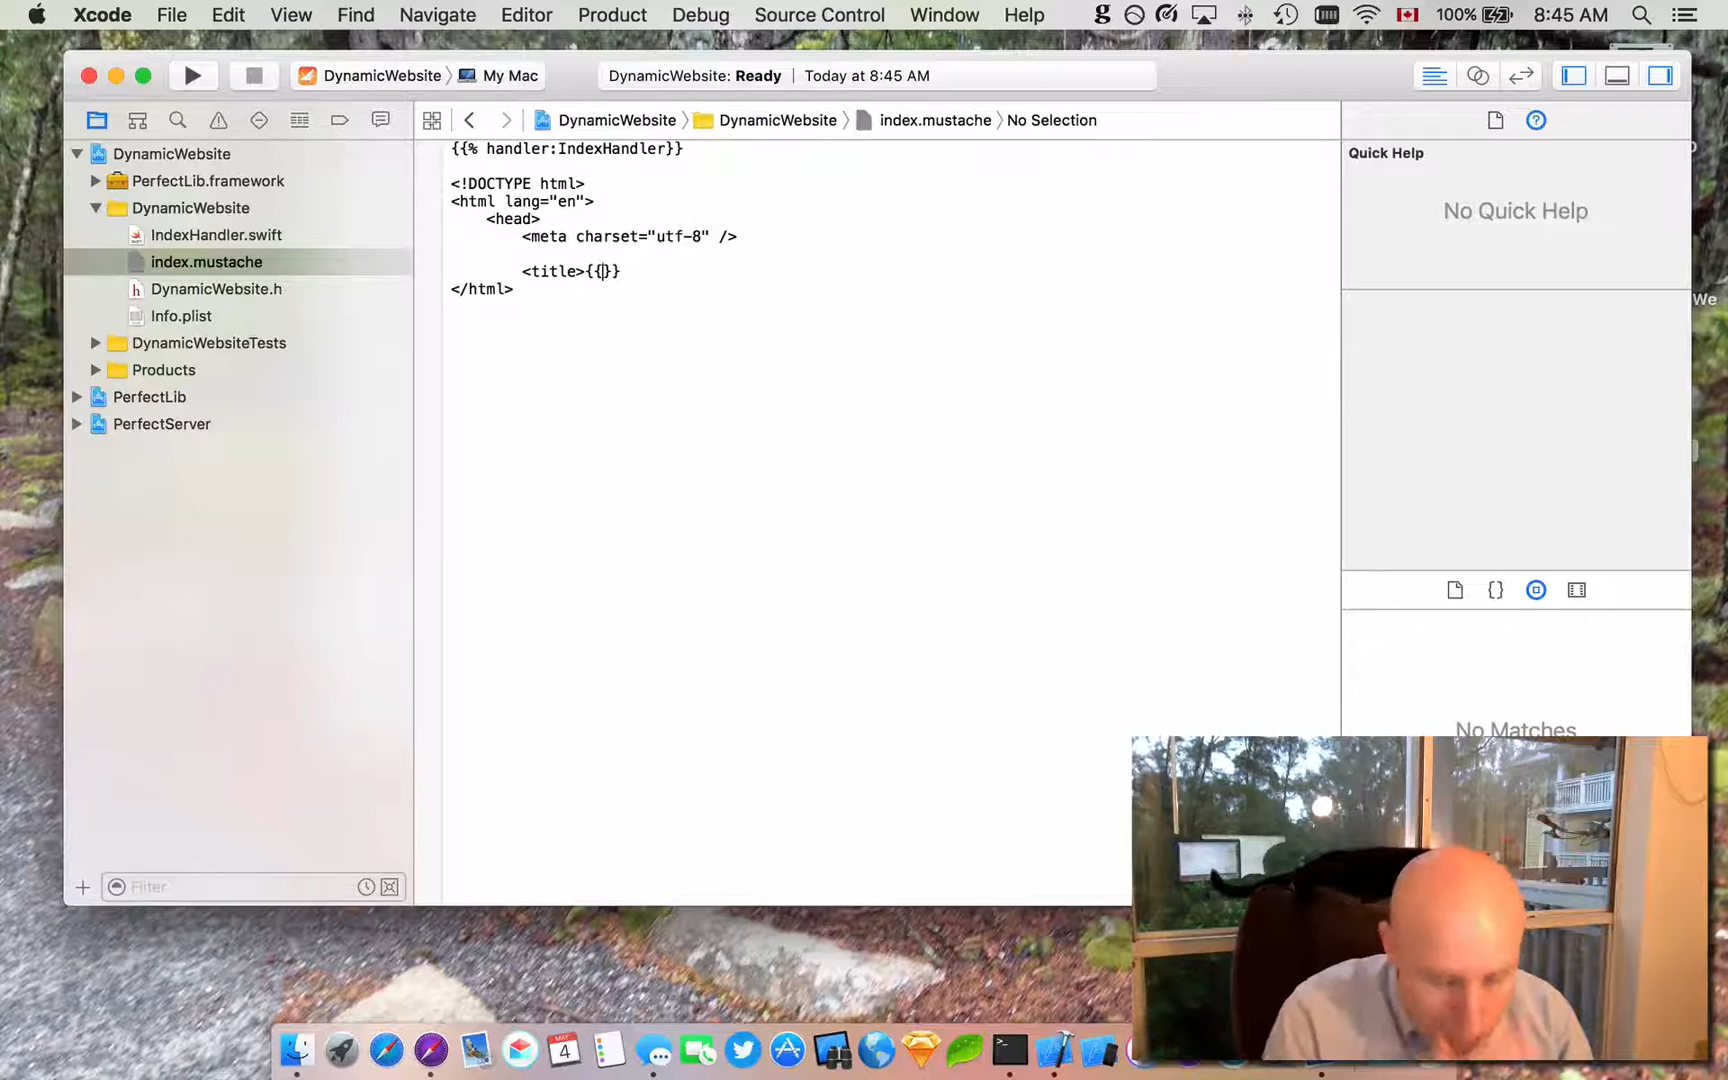 Xcode File Edit View Find Navigate Editor Product Debug Source Control Window Help 100% 8:45 AM
DynamicWebsite 〉 My Mac
DynamicWebsite: Ready | Today at 8:45 AM
DynamicWebsite 〉 DynamicWebsite 〉 index.mustache 〉 No Selection
DynamicWebsite
PerfectLib.framework
DynamicWebsite
IndexHandler.swift
index.mustache
DynamicWebsite.h
Info.plist
DynamicWebsiteTests
Products
PerfectLib
PerfectServer
Filter
{{% handler:IndexHandler}}
<!DOCTYPE html>
<html lang="en">
<head>
<meta charset="utf-8" />
<title>{{}}
</html>
Quick Help
No Quick Help
No Matches
We
MAY
4